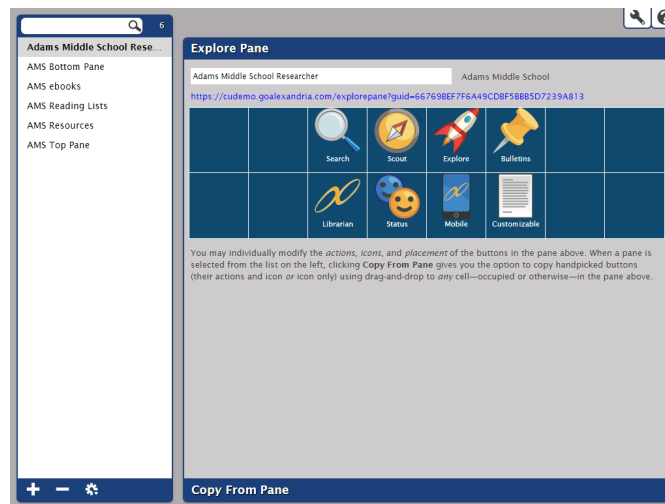 6
Adams Middle School Rese...
AMS Bottom Pane
AMS ebooks
AMS Reading Lists
AMS Resources
AMS Top Pane
Explore Pane
Adams Middle School Researcher
Adams Middle School
https://cudemo.goalexandria.com/explorepane?guid=66769BEF7F6A49CDBF5BBB5D7239A813
Search Scout Explore Bulletins
Librarian Status Mobile Customizable
You may individually modify the actions, icons, and placement of the buttons in the pane above. When a pane is
selected from the list on the left, clicking Copy From Pane gives you the option to copy handpicked buttons
(their actions and icon or icon only) using drag-and-drop to any cell—occupied or otherwise—in the pane above.
Copy From Pane